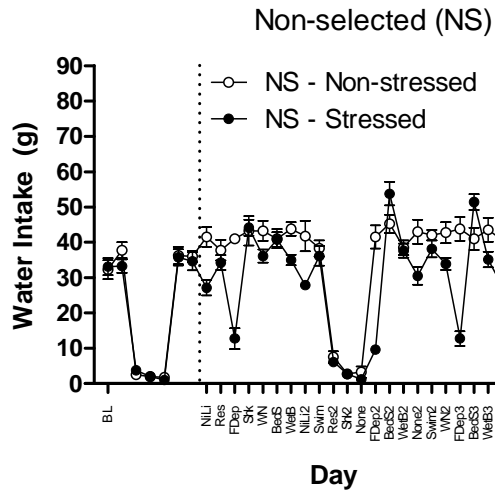 Non-selected (NS)
90
80
70
60
50
40
30
20
10
0
Water Intake (g)
NS - Non-stressed
NS - Stressed
BL
NiLi
Res
FDep
Shk
WN
BedS
WetB
NiLi2
Swim
Res2
Shk2
None
FDep2
BedS2
WetB2
None2
Swim2
WN2
FDep3
BedS3
WetB3
Day